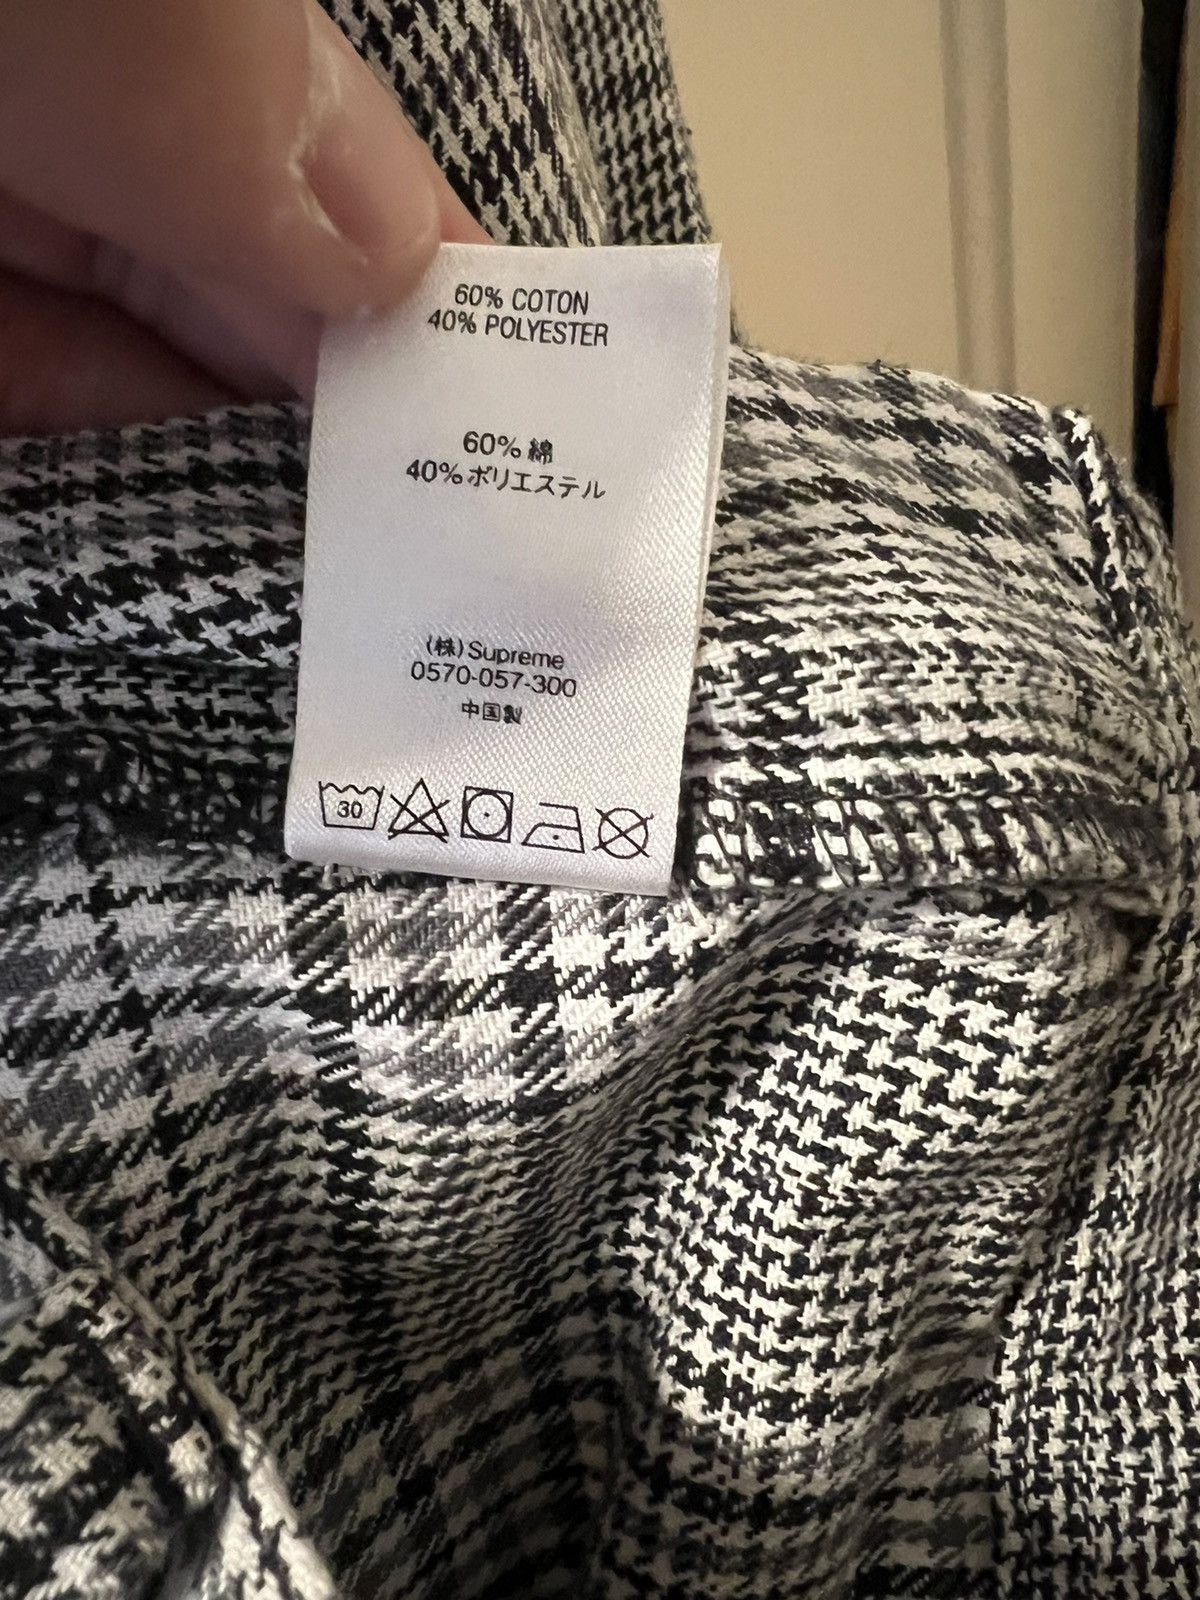 60% COTON
40% POLYESTER
60% 綿
40%ポリエステル
(株)Supreme
0570-057-300
中国製
30